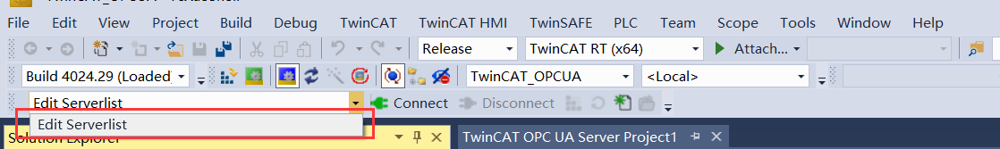 File Edit View Project Build Debug TwinCAT TwinCAT HMI TwinSAFE PLC Team Scope Tools Window Help
Release TwinCAT RT (x64) Attach...
Build 4024.29 (Loaded) TwinCAT_OPCUA <Local>
Edit Serverlist Connect Disconnect
Edit Serverlist
Solution Explorer TwinCAT OPC UA Server Project1